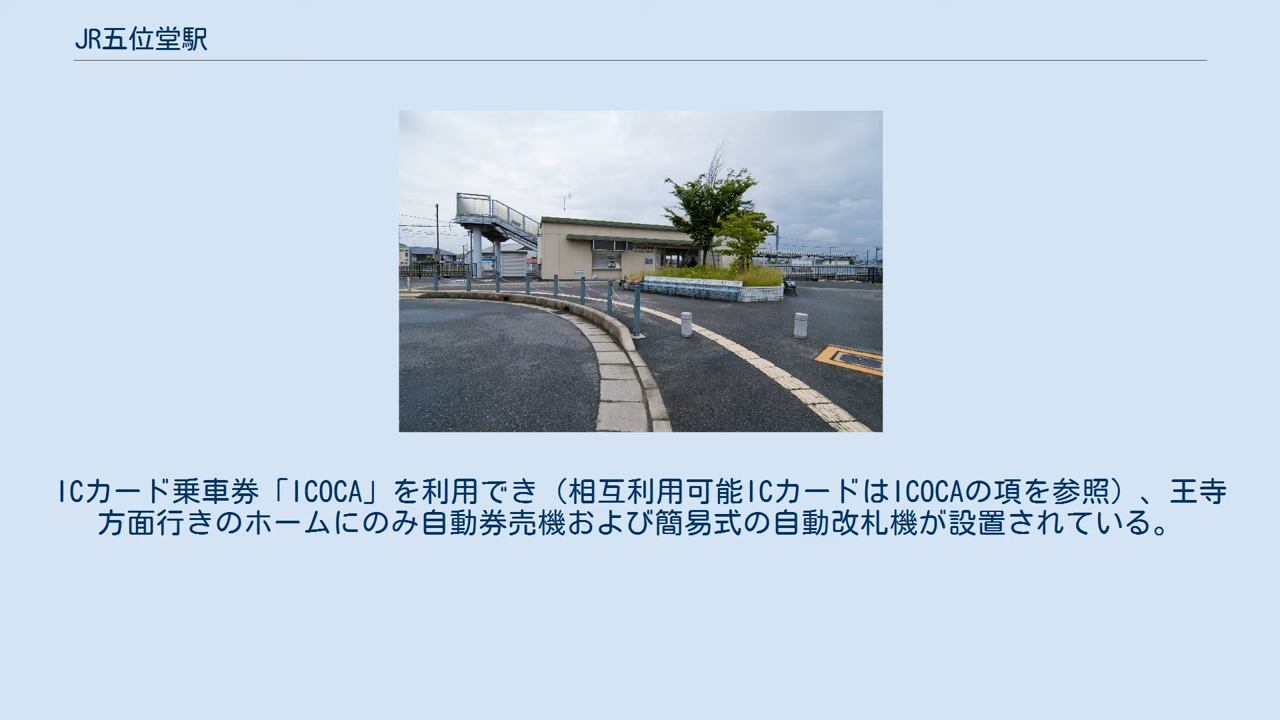 JR五位堂駅
ICカード乗車券「ICOCA」を利用でき（相互利用可能ICカードはICOCAの項を参照）、王寺
方面行きのホームにのみ自動券売機および簡易式の自動改札機が設置されている。